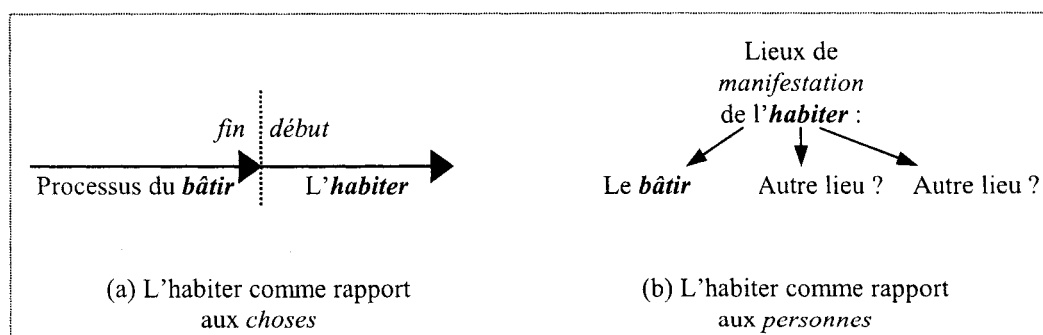 fin début
Processus du bâtir L'habiter
(a) L'habiter comme rapport
aux choses
Lieux de
manifestation
de l'habiter :
Le bâtir Autre lieu ? Autre lieu ?
(b) L'habiter comme rapport
aux personnes